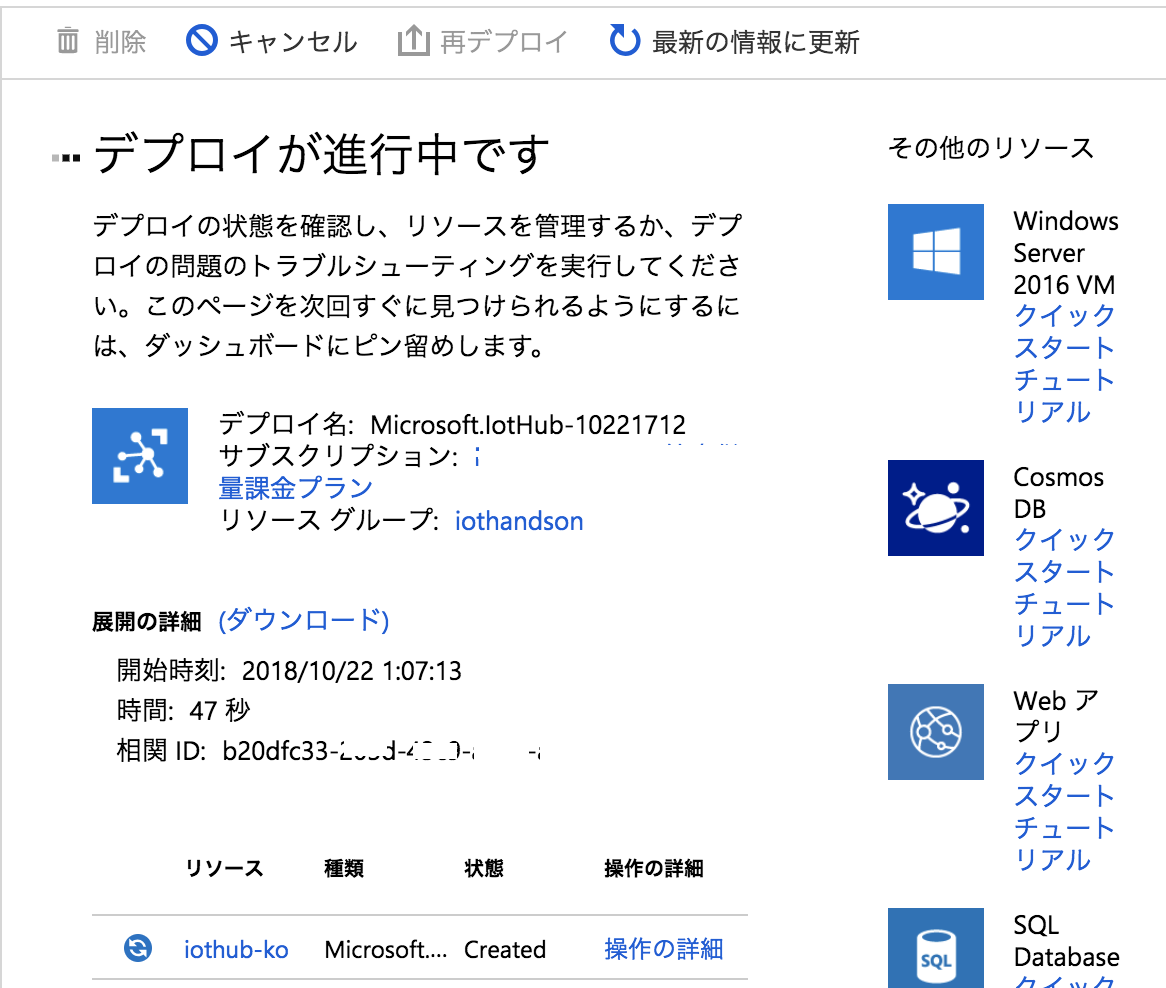 削除 キャンセル 再デプロイ 最新の情報に更新
デプロイが進行中です
デプロイの状態を確認し、リソースを管理するか、デプ
ロイの問題のトラブルシューティングを実行してくださ
い。このページを次回すぐに見つけられるようにするに
は、ダッシュボードにピン留めします。
デプロイ名: Microsoft.IotHub-10221712
サブスクリプション:
量課金プラン
リソース グループ: iothandson
展開の詳細 (ダウンロード)
開始時刻: 2018/10/22 1:07:13
時間: 47 秒
相関 ID: b20dfc33-
リソース 種類 状態 操作の詳細
iothub-ko Microsoft.... Created 操作の詳細
その他のリソース
Windows
Server
2016 VM
クイック
スタート
チュート
リアル
Cosmos
DB
クイック
スタート
チュート
リアル
Web ア
プリ
クイック
スタート
チュート
リアル
SQL
SQL
Database
クイック